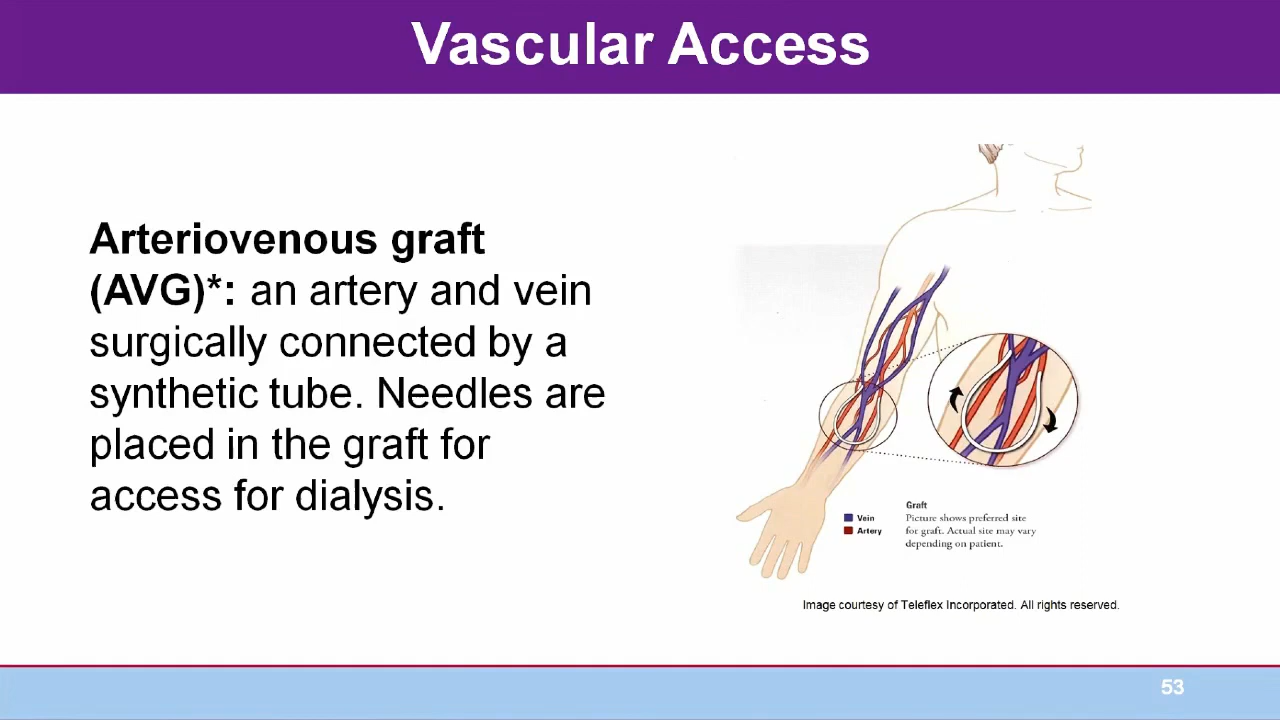 Vascular Access
Arteriovenous graft
(AVG)*: an artery and vein
surgically connected by a
synthetic tube. Needles are
placed in the graft for
access for dialysis.
Vein
Artery
Graft
Picture shows preferred site
for graft. Actual site may vary
depending on patient.
Image courtesy of Teleflex Incorporated. All rights reserved.
53